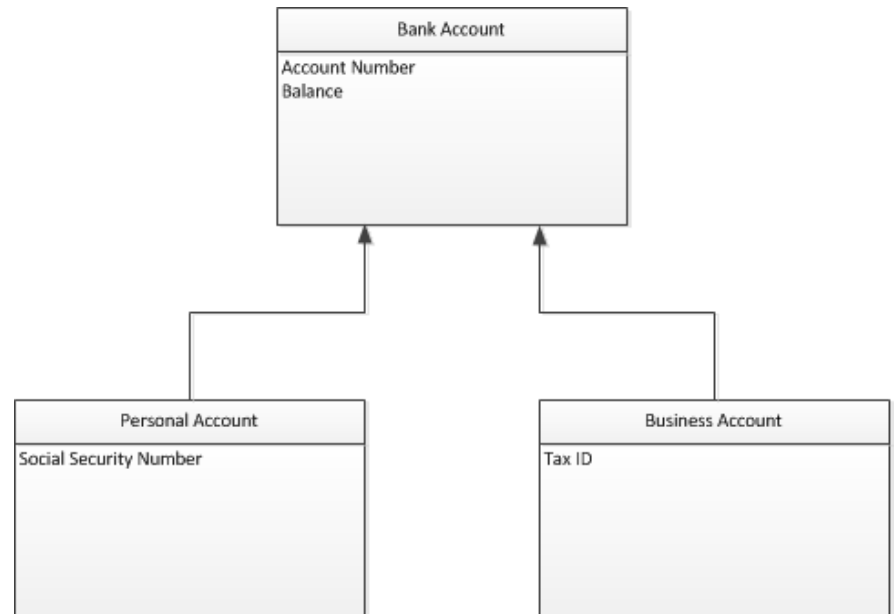 Bank Account
Account Number
Balance
Personal Account
Social Security Number
Business Account
Tax ID